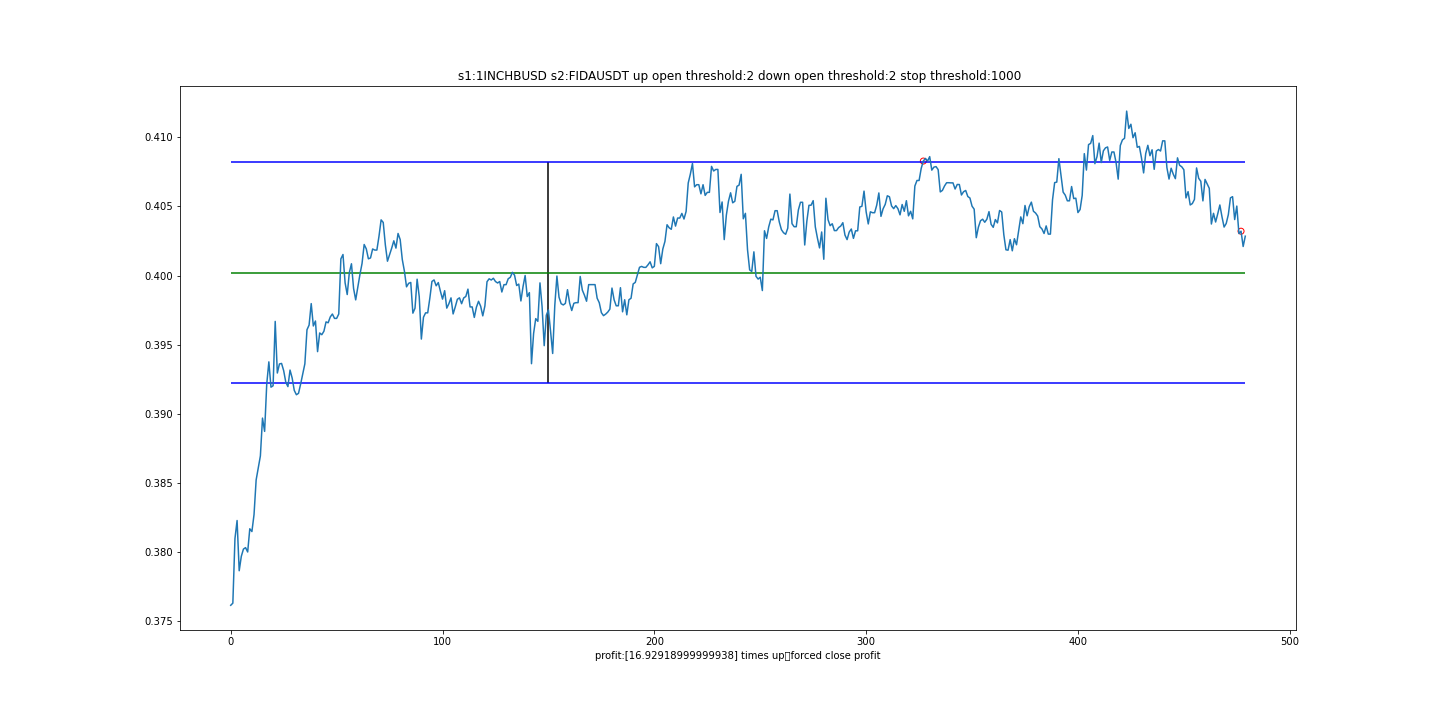 s1:1INCHBUSD s2:FIDAUSDT up open threshold:2 down open threshold:2 stop threshold:1000
0.410
0.405
0.400
0.395
0.390
0.385
0.380
0.375
0 100 200 300 400 500
profit:[16.92918999999938] times up▯forced close profit